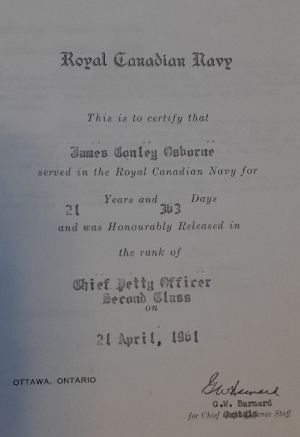 Royal Canadian Navy
This is to certify that
James Conley Osborne
served in the Royal Canadian Navy for
21 Years and 363 Days
and was Honourably Released in
the rank of
Chief Petty Officer
Second Class
on
21 April, 1961
OTTAWA, ONTARIO
G.W. Barnard
G.W. Barnard
for Chief Staff